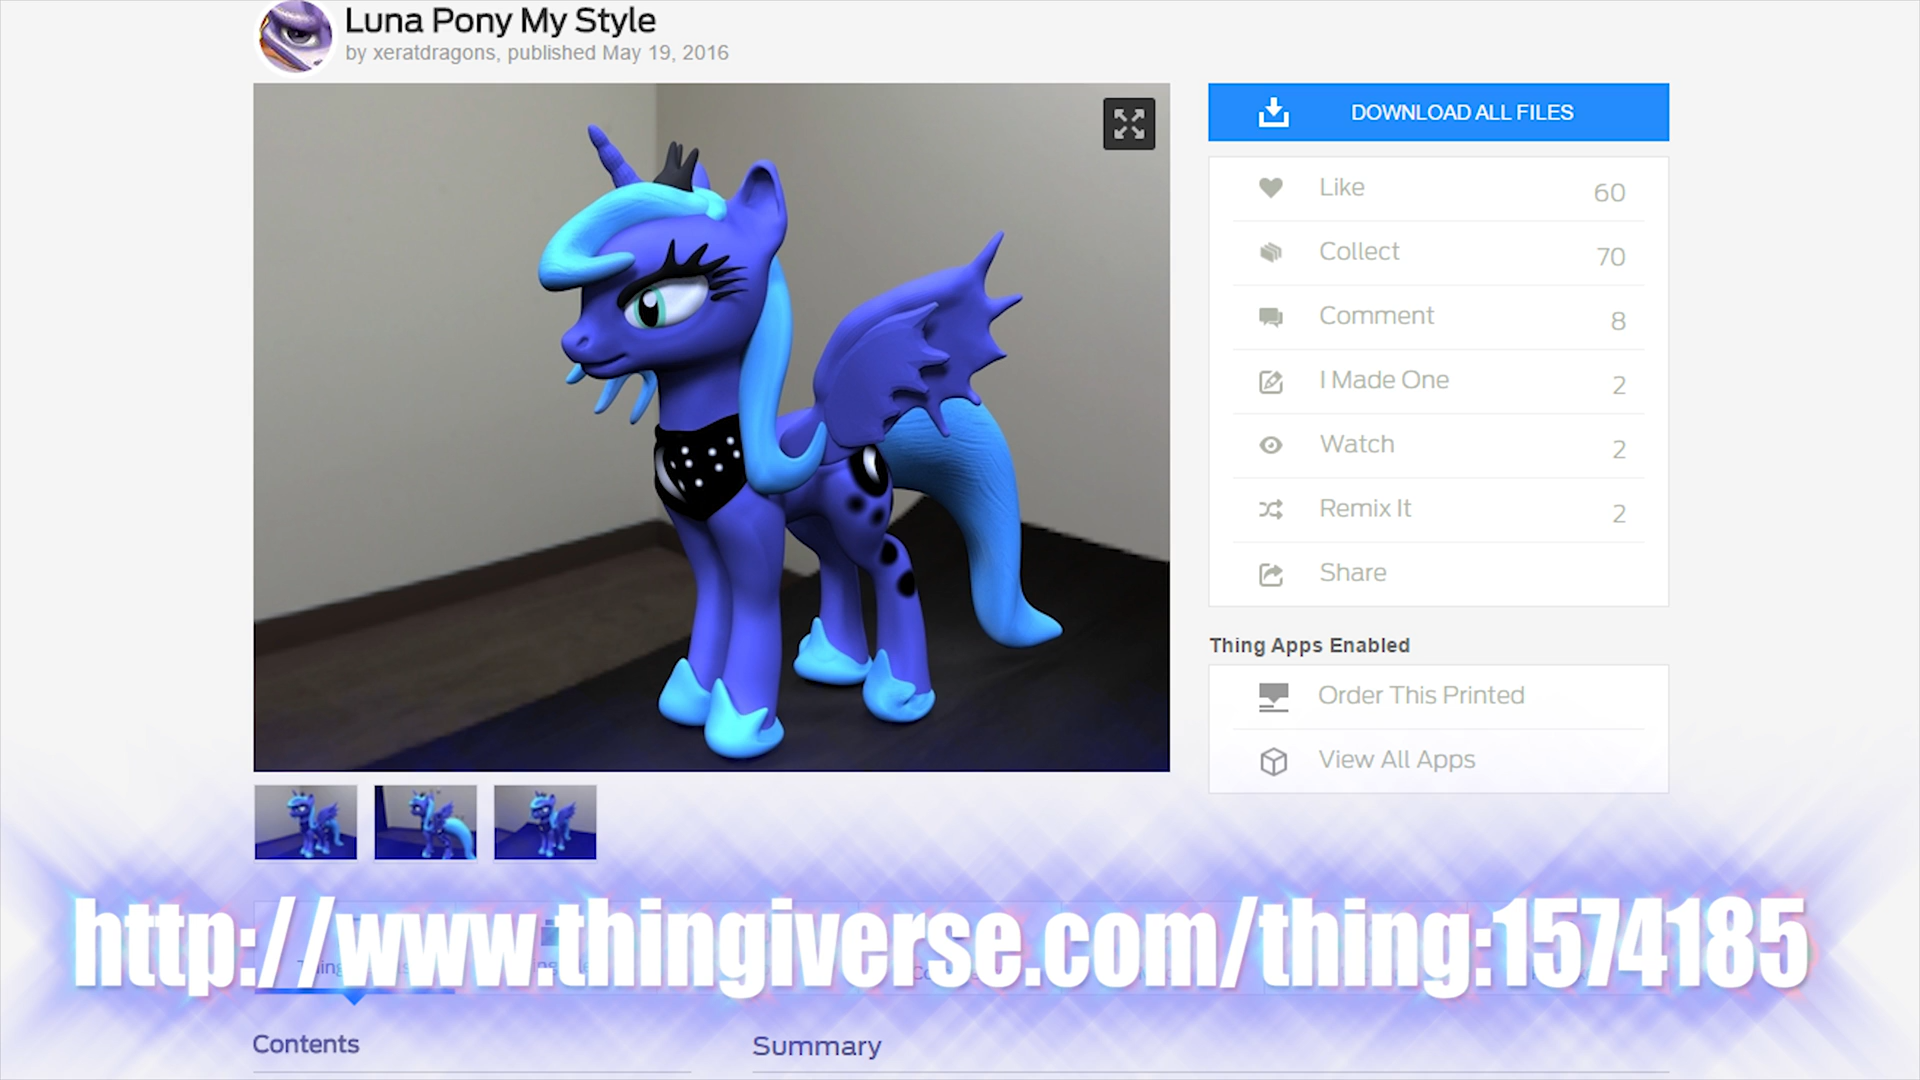 Luna Pony My Style
by xeratdragons, published May 19, 2016
DOWNLOAD ALL FILES
Like 60
Collect 70
Comment 8
I Made One 2
Watch 2
Remix It 2
Share
Thing Apps Enabled
Order This Printed
View All Apps
http://www.thingiverse.com/thing:1574185
Contents
Summary